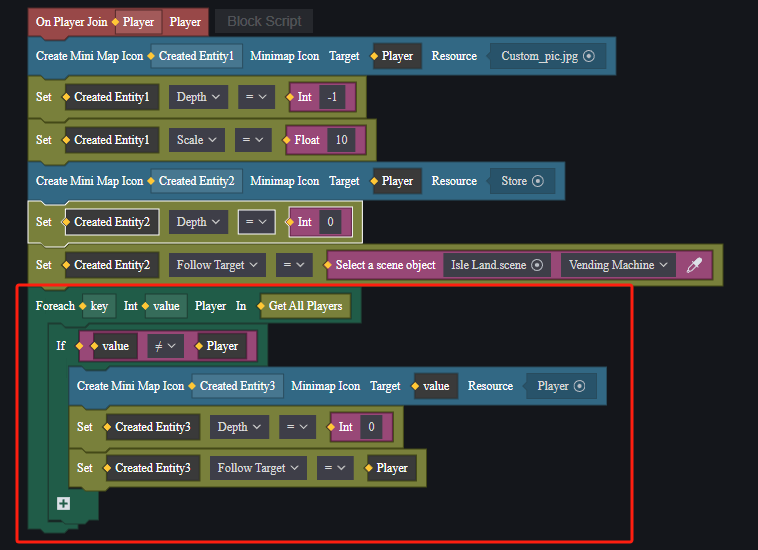 On Player Join Player Player Block Script
Create Mini Map Icon Created Entity1 Minimap Icon Target Player Resource Custom_pic.jpg
Set Created Entity1 Depth = Int -1
Set Created Entity1 Scale = Float 10
Create Mini Map Icon Created Entity2 Minimap Icon Target Player Resource Store
Set Created Entity2 Depth = Int 0
Set Created Entity2 Follow Target = Select a scene object Isle Land.scene Vending Machine
Foreach key Int value Player In Get All Players
If value ≠ Player
Create Mini Map Icon Created Entity3 Minimap Icon Target value Resource Player
Set Created Entity3 Depth = Int 0
Set Created Entity3 Follow Target = Player